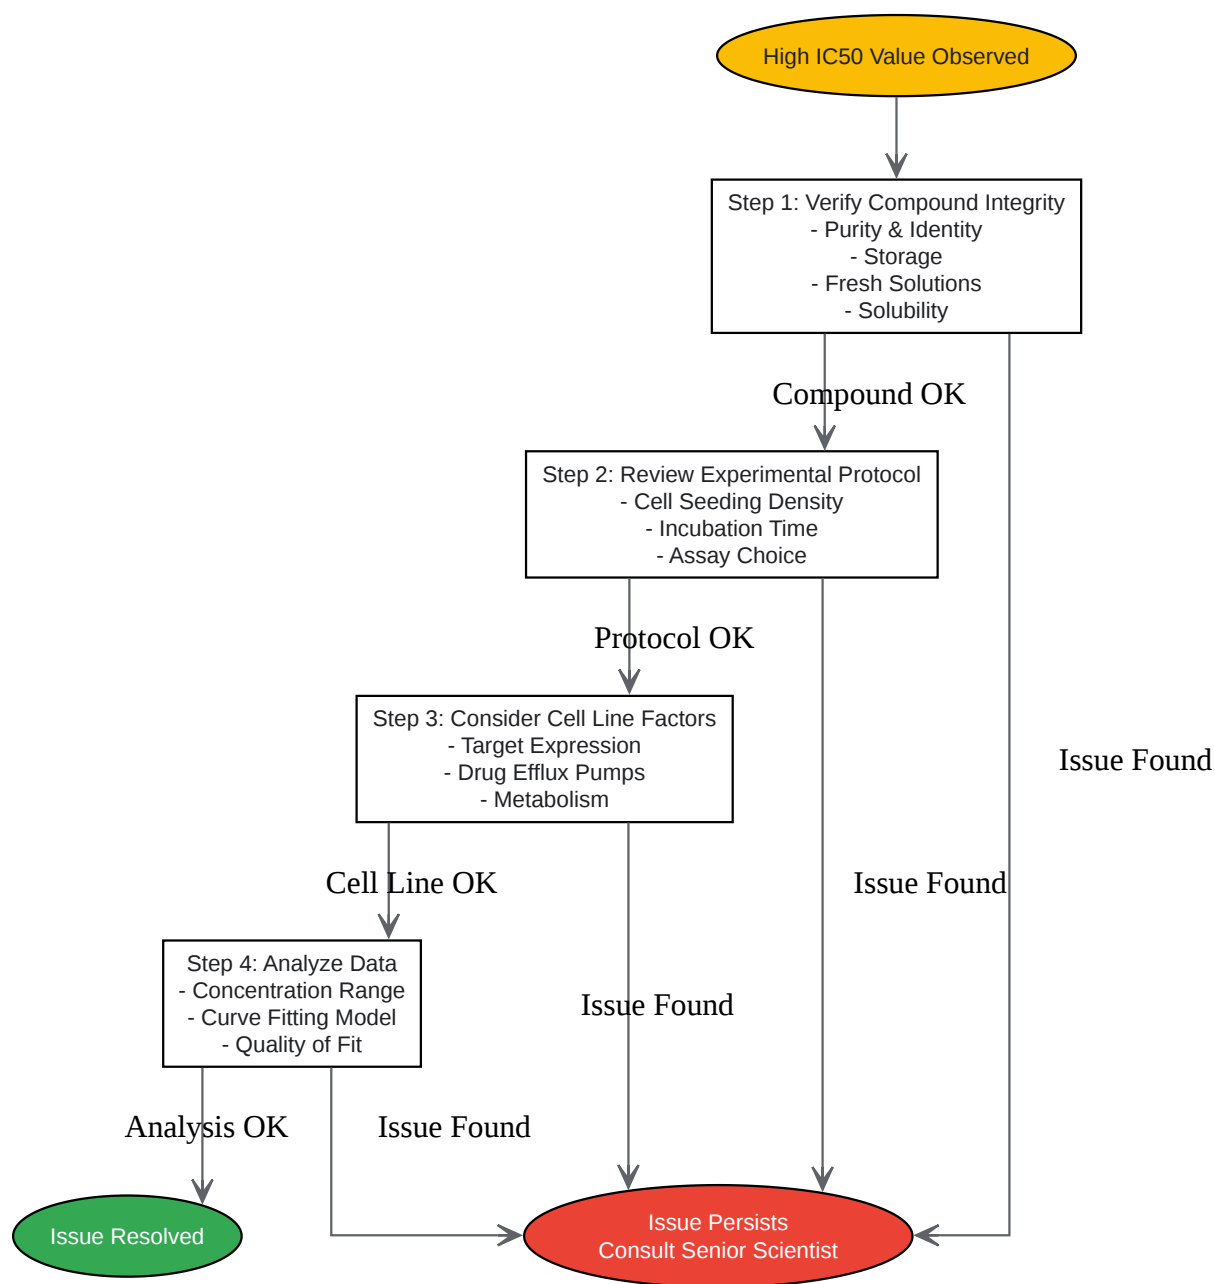 High IC50 Value Observed
Step 1: Verify Compound Integrity
- Purity & Identity
- Storage
- Fresh Solutions
- Solubility
Compound OK
Step 2: Review Experimental Protocol
- Cell Seeding Density
- Incubation Time
- Assay Choice
Protocol OK
Step 3: Consider Cell Line Factors
- Target Expression
- Drug Efflux Pumps
- Metabolism
Issue Found
Cell Line OK
Issue Found
Step 4: Analyze Data
- Concentration Range
- Curve Fitting Model
- Quality of Fit
Issue Found
Analysis OK
Issue Found
Issue Resolved
Issue Persists
Consult Senior Scientist